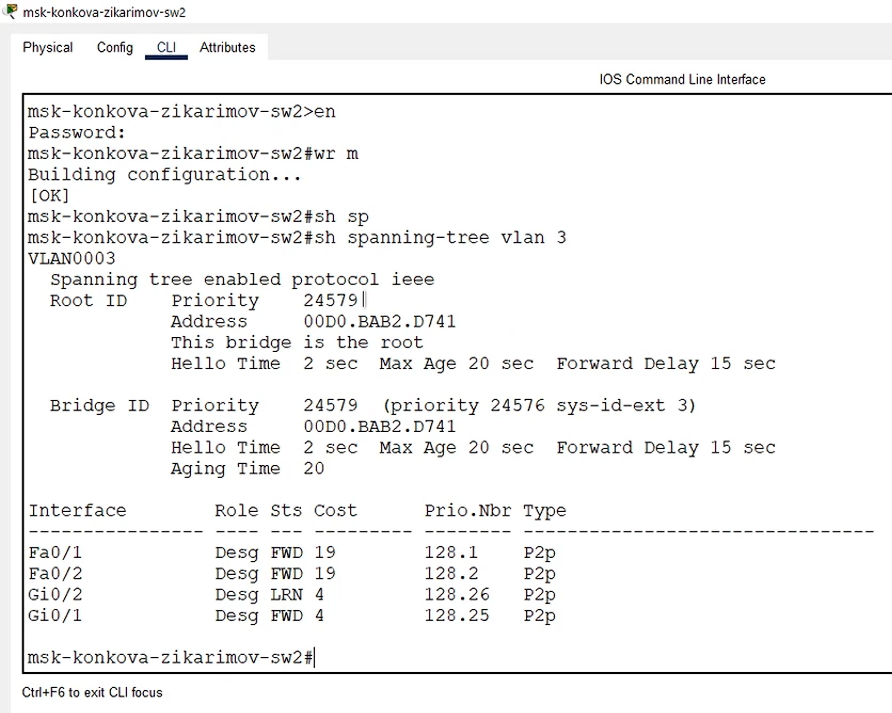 msk-konkova-zikarimov-sw2
Physical Config CLI Attributes
IOS Command Line Interface
msk-konkova-zikarimov-sw2>en
Password:
msk-konkova-zikarimov-sw2#wr m
Building configuration...
[OK]
msk-konkova-zikarimov-sw2#sh sp
msk-konkova-zikarimov-sw2#sh spanning-tree vlan 3
VLAN0003
  Spanning tree enabled protocol ieee
  Root ID    Priority    24579
             Address     00D0.BAB2.D741
             This bridge is the root
             Hello Time  2 sec  Max Age 20 sec  Forward Delay 15 sec

  Bridge ID  Priority    24579  (priority 24576 sys-id-ext 3)
             Address     00D0.BAB2.D741
             Hello Time  2 sec  Max Age 20 sec  Forward Delay 15 sec
             Aging Time  20

Interface        Role Sts Cost      Prio.Nbr Type
---------------- ---- --- --------- -------- --------------------------------
Fa0/1            Desg FWD 19        128.1    P2p
Fa0/2            Desg FWD 19        128.2    P2p
Gi0/2            Desg LRN 4         128.26   P2p
Gi0/1            Desg FWD 4         128.25   P2p

msk-konkova-zikarimov-sw2#
Ctrl+F6 to exit CLI focus